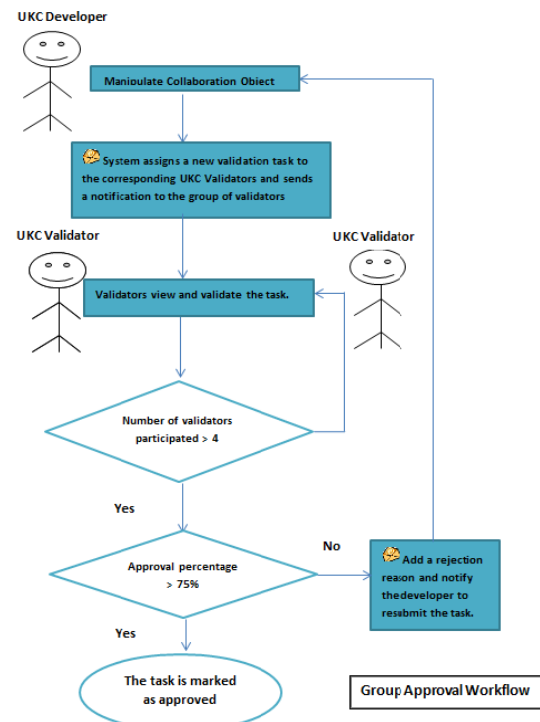 UKC Developer
Manipulate Collaboration Object
System assigns a new validation task to
the corresponding UKC Validators and sends
a notification to the group of validators
UKC Validator
UKC Validator
Validators view and validate the task.
Number of validators
participated > 4
Yes
Approval percentage
> 75%
No
Add a rejection
reason and notify
the developer to
resubmit the task.
Yes
The task is marked
as approved
Group Approval Workflow